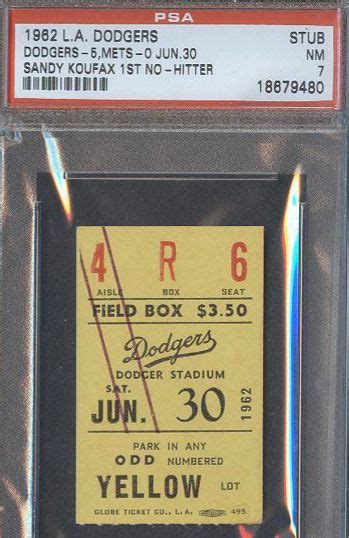 PSA
1962 L.A. DODGERS STUB
DODGERS-5,METS-0 JUN.30 NM
SANDY KOUFAX 1ST NO-HITTER 7
18679480
4 R 6
AISLE BOX SEAT
FIELD BOX $3.50
Dodgers
DODGER STADIUM
SAT.
JUN. 30 1962
PARK IN ANY
ODD NUMBERED
YELLOW LOT
GLOBE TICKET CO., L.A. 495